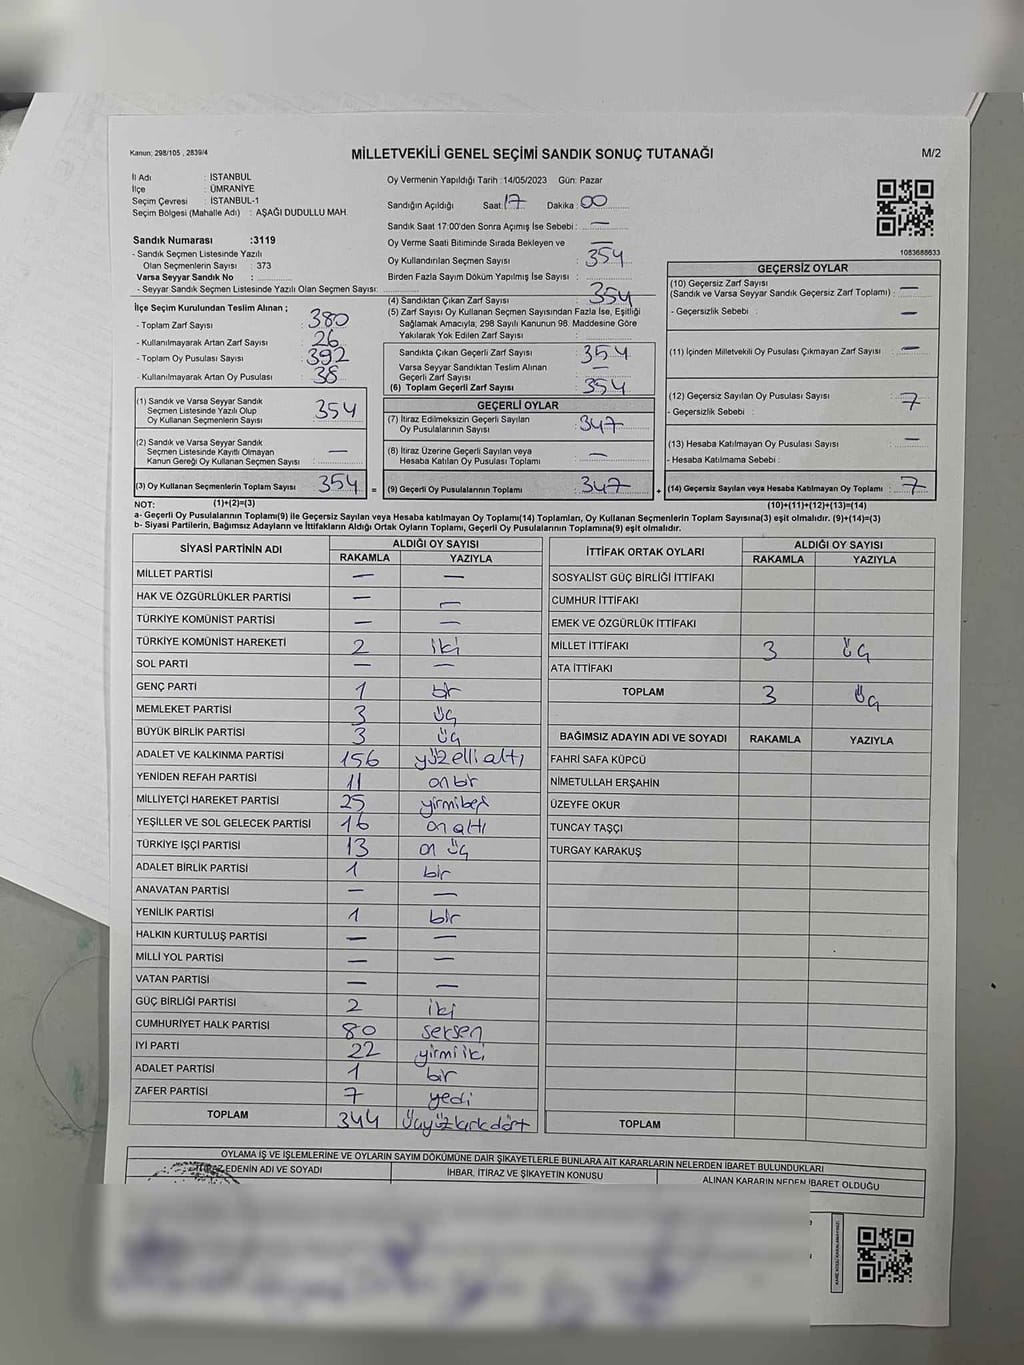 Kanun; 298/105 , 2839/4
MİLLETVEKİLİ GENEL SEÇİMİ SANDIK SONUÇ TUTANAĞI
M/2
İl Adı : İSTANBUL
İlçe : ÜMRANİYE
Seçim Çevresi : İSTANBUL-1
Seçim Bölgesi (Mahalle Adı) : AŞAĞI DUDULLU MAH.
Sandık Numarası :3119
- Sandık Seçmen Listesinde Yazılı
Olan Seçmenlerin Sayısı : 373
Varsa Seyyar Sandık No :
- Seyyar Sandık Seçmen Listesinde Yazılı Olan Seçmen Sayısı:
Oy Vermenin Yapıldığı Tarih :14/05/2023 Gün: Pazar
Sandığın Açıldığı Saat: 17 Dakika : 00
Sandık Saat 17:00'den Sonra Açımış İse Sebebi : —
Oy Verme Saati Bitiminde Sırada Bekleyen ve —
Oy Kullandırılan Seçmen Sayısı : 354
Birden Fazla Sayım Döküm Yapılmış İse Sayısı :
1083688633
İlçe Seçim Kurulundan Teslim Alınan ;
- Toplam Zarf Sayısı : 380
- Kullanılmayarak Artan Zarf Sayısı : 26
- Toplam Oy Pusulası Sayısı : 392
- Kullanılmayarak Artan Oy Pusulası : 38
(1) Sandık ve Varsa Seyyar Sandık
Seçmen Listesinde Yazılı Olup
Oy Kullanan Seçmenlerin Sayısı : 354
(2) Sandık ve Varsa Seyyar Sandık
Seçmen Listesinde Kayıtlı Olmayan
Kanun Gereği Oy Kullanan Seçmen Sayısı : —
(3) Oy Kullanan Seçmenlerin Toplam Sayısı : 354 =
(4) Sandıktan Çıkan Zarf Sayısı : 354
(5) Zarf Sayısı Oy Kullanan Seçmen Sayısından Fazla İse, Eşitliği
Sağlamak Amacıyla, 298 Sayılı Kanunun 98. Maddesine Göre
Yakılarak Yok Edilen Zarf Sayısı :
Sandıkta Çıkan Geçerli Zarf Sayısı : 354
Varsa Seyyar Sandıktan Teslim Alınan
Geçerli Zarf Sayısı : —
(6) Toplam Geçerli Zarf Sayısı : 354
GEÇERLİ OYLAR
(7) İtiraz Edilmeksizin Geçerli Sayılan
Oy Pusulalarının Sayısı : 347
(8) İtiraz Üzerine Geçerli Sayılan veya
Hesaba Katılan Oy Pusulası Toplamı : —
(9) Geçerli Oy Pusulalarının Toplamı : 347 +
GEÇERSİZ OYLAR
(10) Geçersiz Zarf Sayısı
(Sandık ve Varsa Seyyar Sandık Geçersiz Zarf Toplamı) : —
- Geçersizlik Sebebi : —
(11) İçinden Milletvekili Oy Pusulası Çıkmayan Zarf Sayısı : —
(12) Geçersiz Sayılan Oy Pusulası Sayısı : 7
- Geçersizlik Sebebi :
(13) Hesaba Katılmayan Oy Pusulası Sayısı : —
- Hesaba Katılmama Sebebi :
(14) Geçersiz Sayılan veya Hesaba Katılmayan Oy Toplamı : 7
NOT: (1)+(2)=(3) (10)+(11)+(12)+(13)=(14)
a- Geçerli Oy Pusulalarının Toplamı(9) ile Geçersiz Sayılan veya Hesaba katılmayan Oy Toplamı(14) Toplamları, Oy Kullanan Seçmenlerin Toplam Sayısına(3) eşit olmalıdır. (9)+(14)=(3)
b- Siyasi Partilerin, Bağımsız Adayların ve İttifakların Aldığı Ortak Oyların Toplamı, Geçerli Oy Pusulalarının Toplamına(9) eşit olmalıdır.
SİYASİ PARTİNİN ADI ALDIĞI OY SAYISI
RAKAMLA YAZIYLA
MİLLET PARTİSİ — —
HAK VE ÖZGÜRLÜKLER PARTİSİ — —
TÜRKİYE KOMÜNİST PARTİSİ — —
TÜRKİYE KOMÜNİST HAREKETİ 2 iki
SOL PARTİ — —
GENÇ PARTİ 1 bir
MEMLEKET PARTİSİ 3 üç
BÜYÜK BİRLİK PARTİSİ 3 üç
ADALET VE KALKINMA PARTİSİ 156 yüzelli altı
YENİDEN REFAH PARTİSİ 11 onbir
MİLLİYETÇİ HAREKET PARTİSİ 25 yirmibeş
YEŞİLLER VE SOL GELECEK PARTİSİ 16 on altı
TÜRKİYE İŞÇİ PARTİSİ 13 on üç
ADALET BİRLİK PARTİSİ 1 bir
ANAVATAN PARTİSİ — —
YENİLİK PARTİSİ 1 bir
HALKIN KURTULUŞ PARTİSİ — —
MİLLİ YOL PARTİSİ — —
VATAN PARTİSİ — —
GÜÇ BİRLİĞİ PARTİSİ 2 iki
CUMHURİYET HALK PARTİSİ 80 seksen
İYİ PARTİ 22 yirmi iki
ADALET PARTİSİ 1 bir
ZAFER PARTİSİ 7 yedi
TOPLAM 344 üçyüzkırkdört
İTTİFAK ORTAK OYLARI ALDIĞI OY SAYISI
RAKAMLA YAZIYLA
SOSYALİST GÜÇ BİRLİĞİ İTTİFAKI
CUMHUR İTTİFAKI
EMEK VE ÖZGÜRLÜK İTTİFAKI
MİLLET İTTİFAKI 3 üç
ATA İTTİFAKI
TOPLAM 3 üç
BAĞIMSIZ ADAYIN ADI VE SOYADI RAKAMLA YAZIYLA
FAHRİ SAFA KÜPCÜ
NİMETULLAH ERŞAHİN
ÜZEYFE OKUR
TUNCAY TAŞÇI
TURGAY KARAKUŞ
TOPLAM
OYLAMA İŞ VE İŞLEMLERİNE VE OYLARIN SAYIM DÖKÜMÜNE DAİR ŞİKAYETLERLE BUNLARA AİT KARARLARIN NELERDEN İBARET BULUNDUKLARI
EDENİN ADI VE SOYADI
İHBAR, İTİRAZ VE ŞİKAYETİN KONUSU
ALINAN KARARIN NEDEN İBARET OLDUĞU